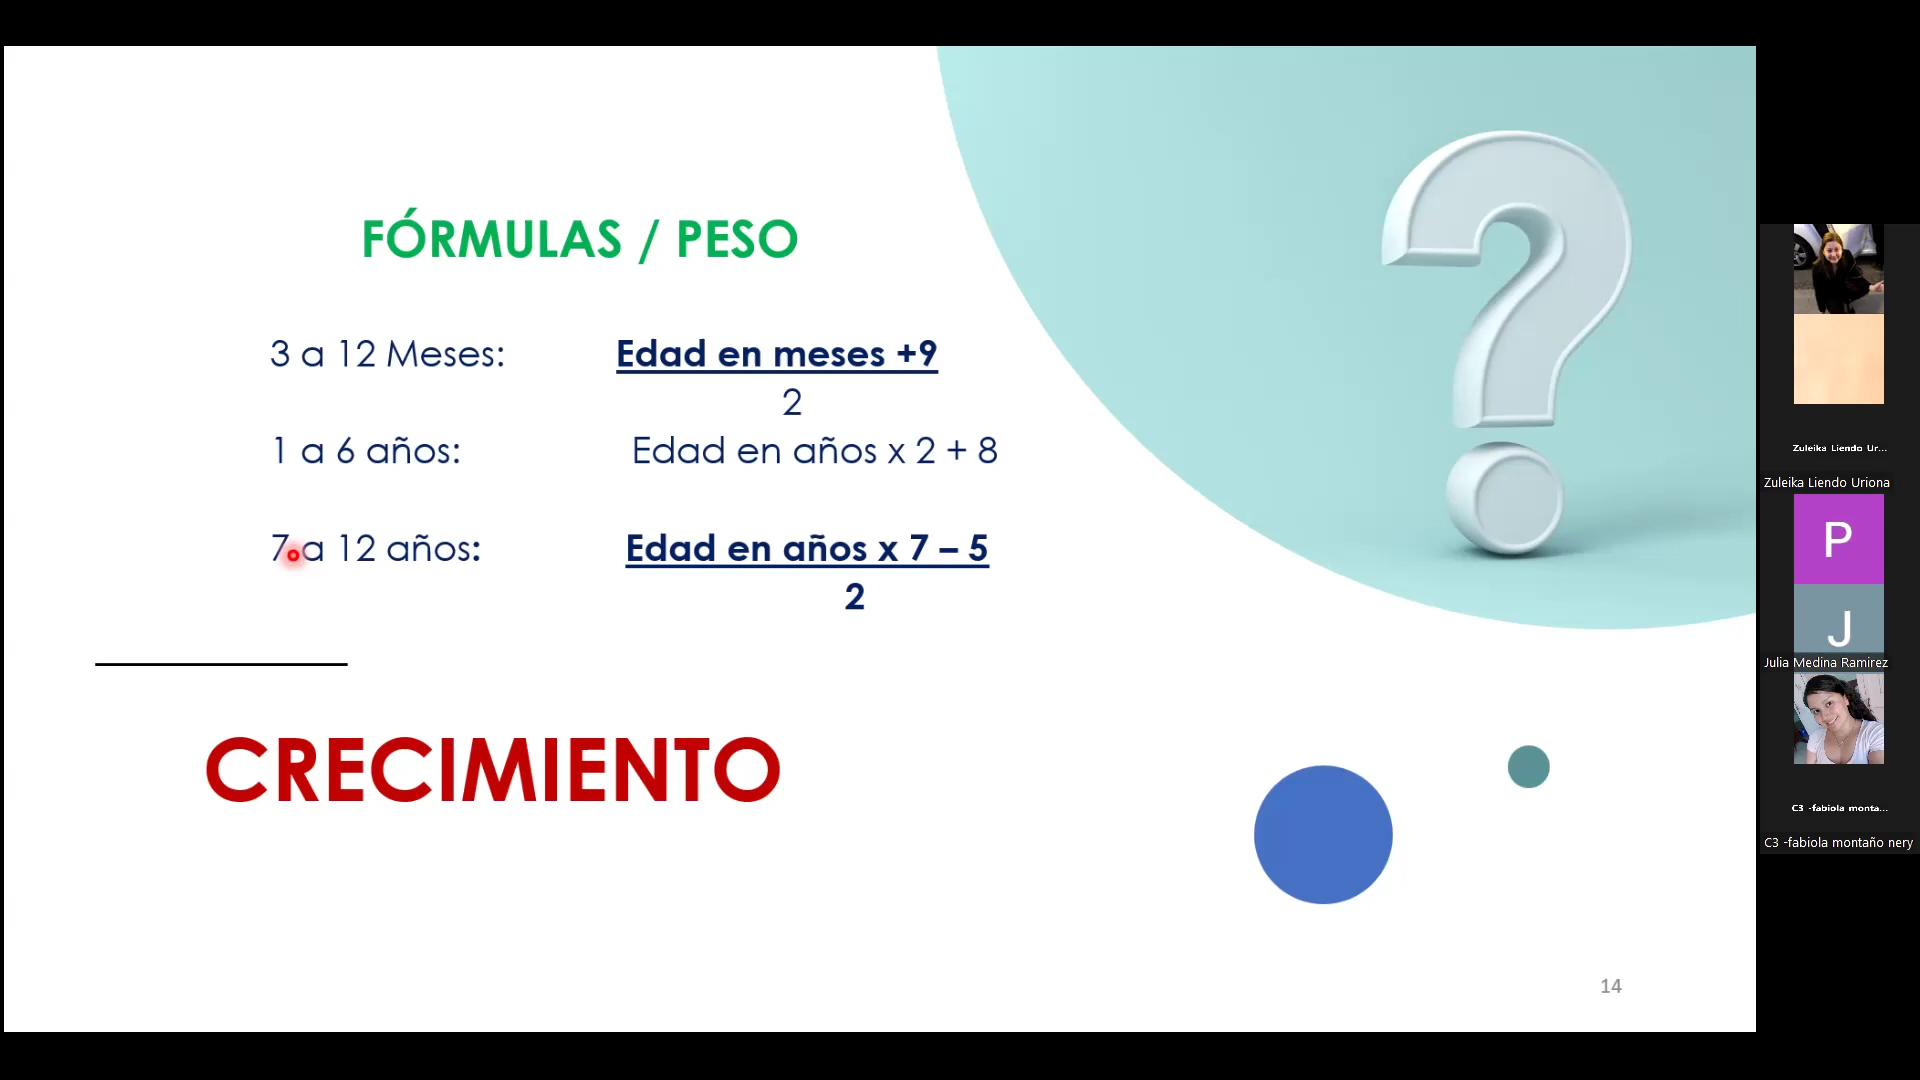 FÓRMULAS / PESO
3 a 12 Meses: Edad en meses +9
2
1 a 6 años: Edad en años x 2 + 8
7 a 12 años: Edad en años x 7 – 5
2
CRECIMIENTO
14
Zuleika Liendo Ur...
Zuleika Liendo Uriona
P
J
Julia Medina Ramirez
C3 -fabiola monta...
C3 -fabiola montaño nery